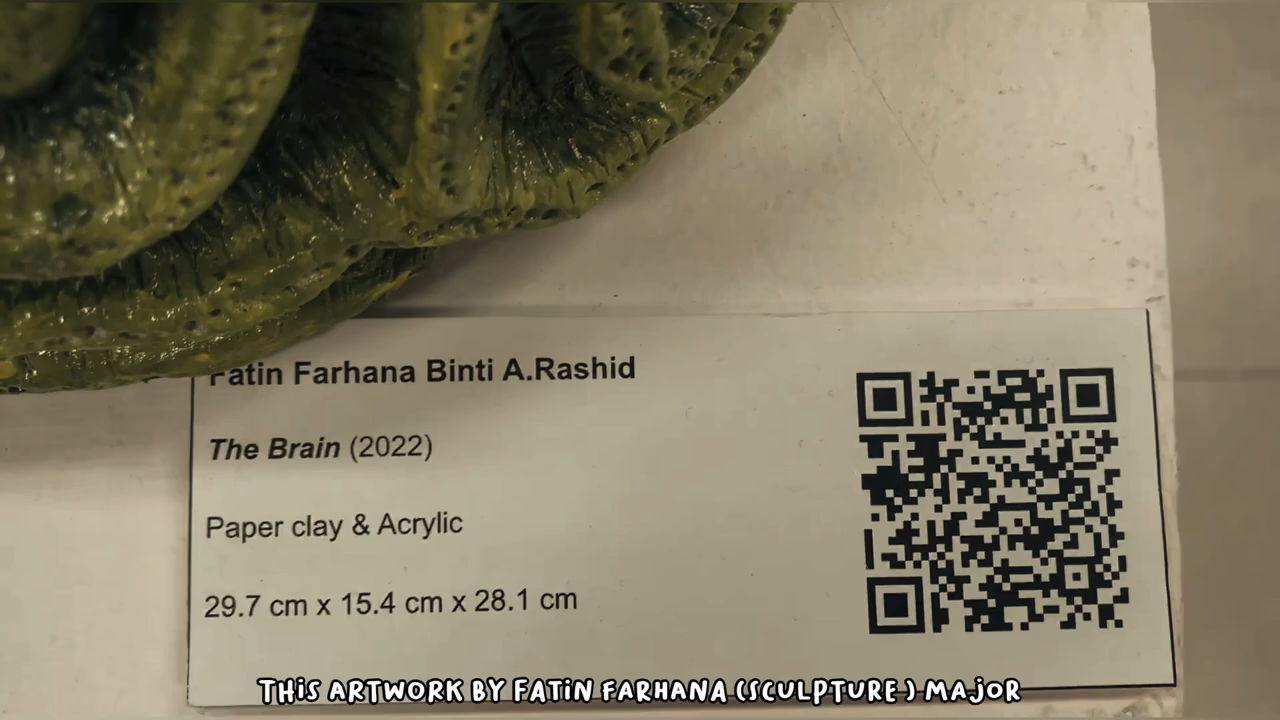 Fatin Farhana Binti A.Rashid
The Brain (2022)
Paper clay & Acrylic
29.7 cm x 15.4 cm x 28.1 cm
THiS ARTWORK BY FATiN FARHANA (SCULPTURE) MAJOR